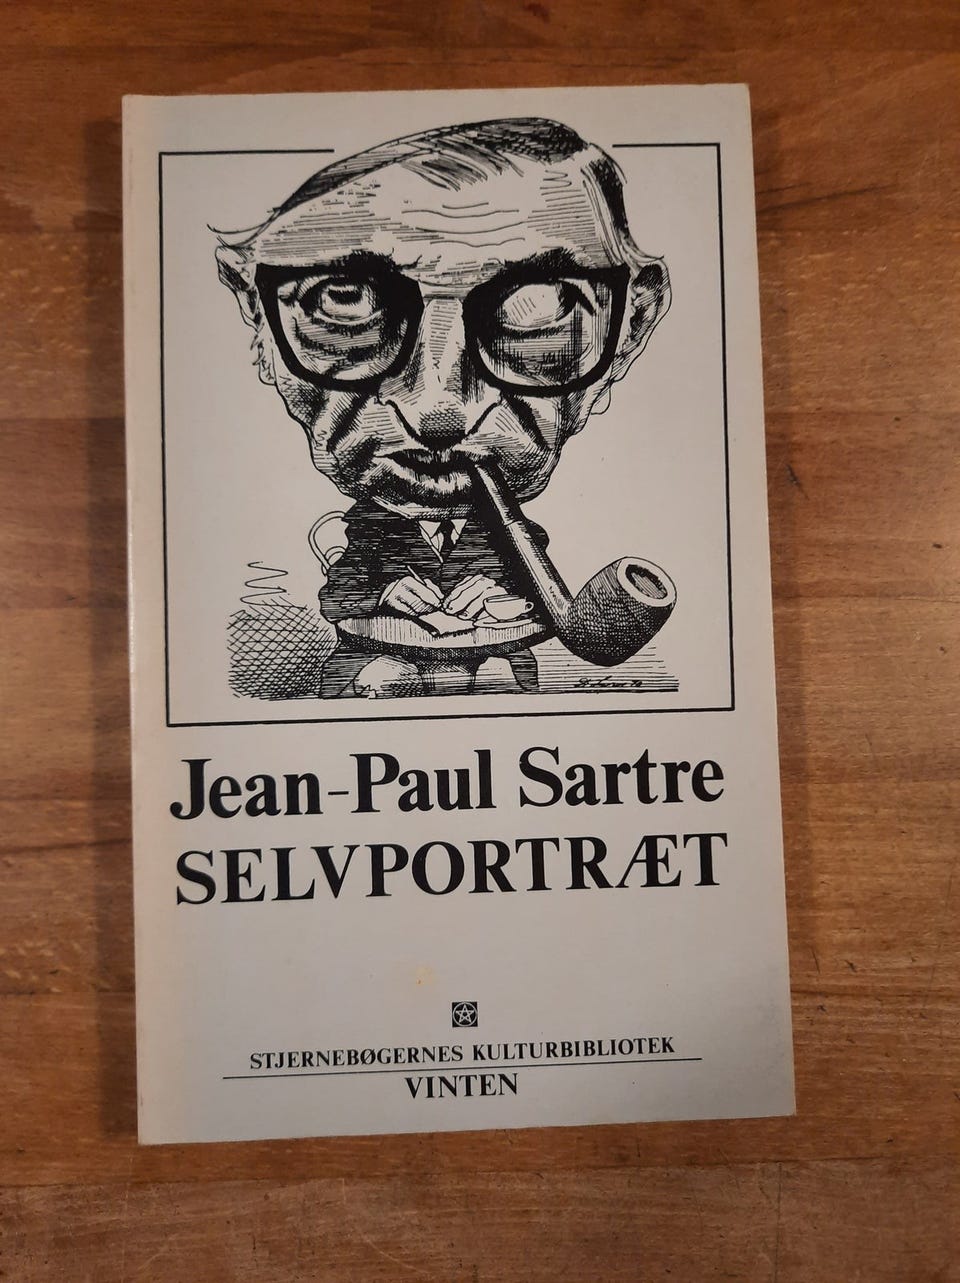 Jean-Paul Sartre
SELVPORTRÆT
STJERNEBØGERNES KULTURBIBLIOTEK
VINTEN